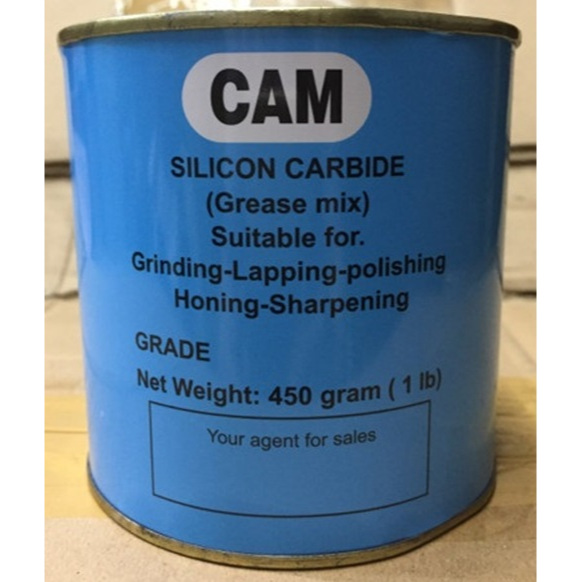 CAM
SILICON CARBIDE
(Grease mix)
Suitable for.
Grinding-Lapping-polishing
Honing-Sharpening
GRADE
Net Weight: 450 gram ( 1 lb)
Your agent for sales